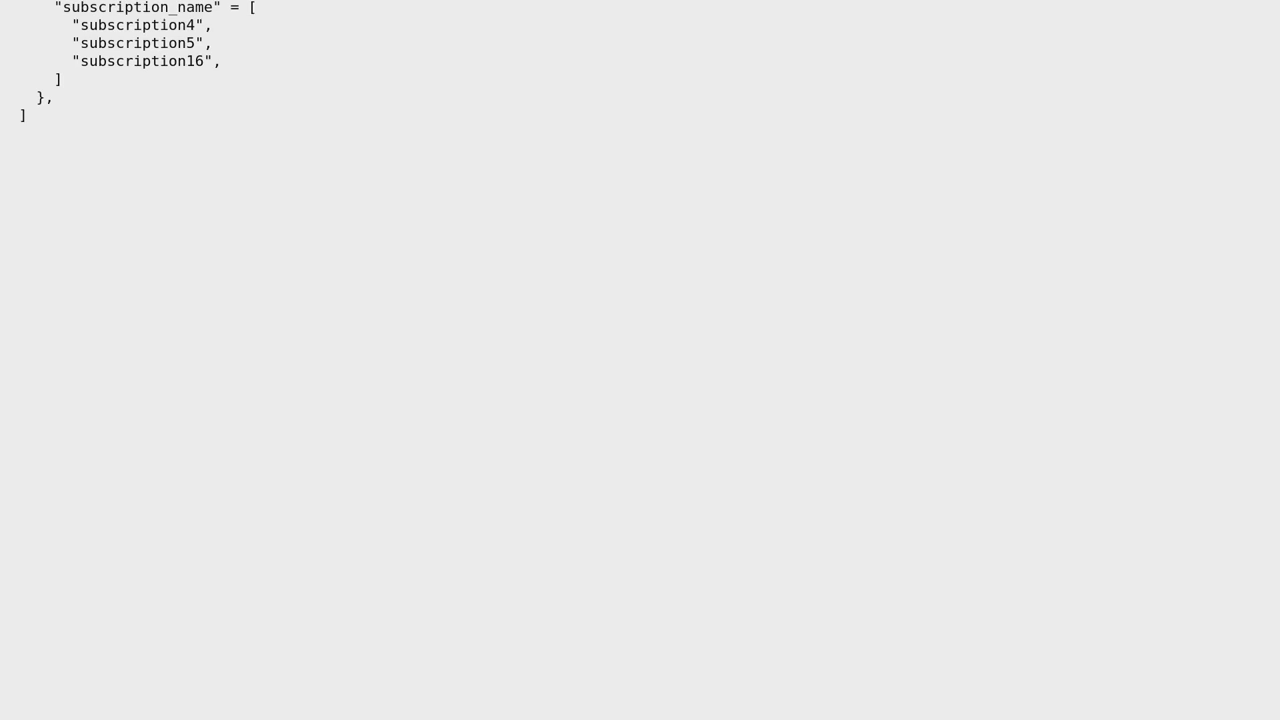 "subscription_name" = [
      "subscription4",
      "subscription5",
      "subscription16",
    ]
  },
]